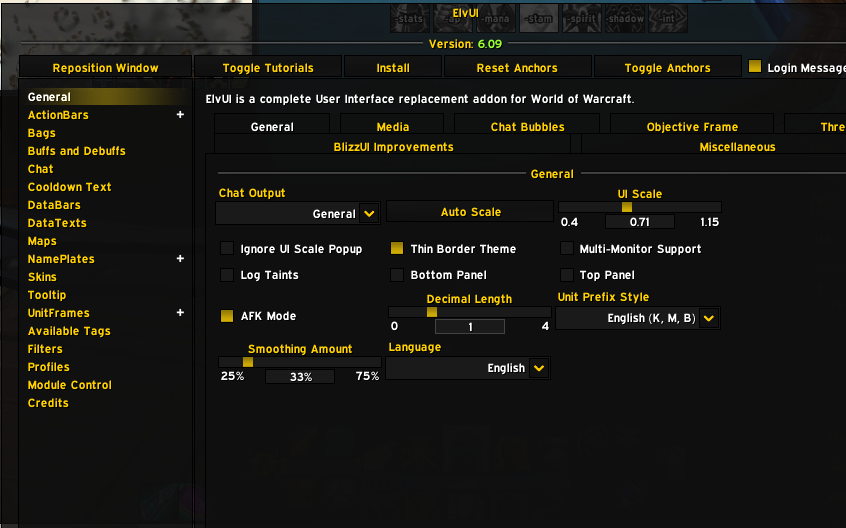 ElvUI
-stats -ap -mana -stam -spirit -shadow -int
Version: 6.09
Reposition Window Toggle Tutorials Install Reset Anchors Toggle Anchors Login Message
General
ActionBars +
Bags
Buffs and Debuffs
Chat
Cooldown Text
DataBars
DataTexts
Maps
NamePlates +
Skins
Tooltip
UnitFrames +
Available Tags
Filters
Profiles
Module Control
Credits
ElvUI is a complete User Interface replacement addon for World of Warcraft.
General Media Chat Bubbles Objective Frame Thre
BlizzUI Improvements Miscellaneous
General
Chat Output
General
Auto Scale
UI Scale
0.4 0.71 1.15
Ignore UI Scale Popup Thin Border Theme Multi-Monitor Support
Log Taints Bottom Panel Top Panel
AFK Mode
Decimal Length
0 1 4
Unit Prefix Style
English (K, M, B)
Smoothing Amount
25% 33% 75%
Language
English